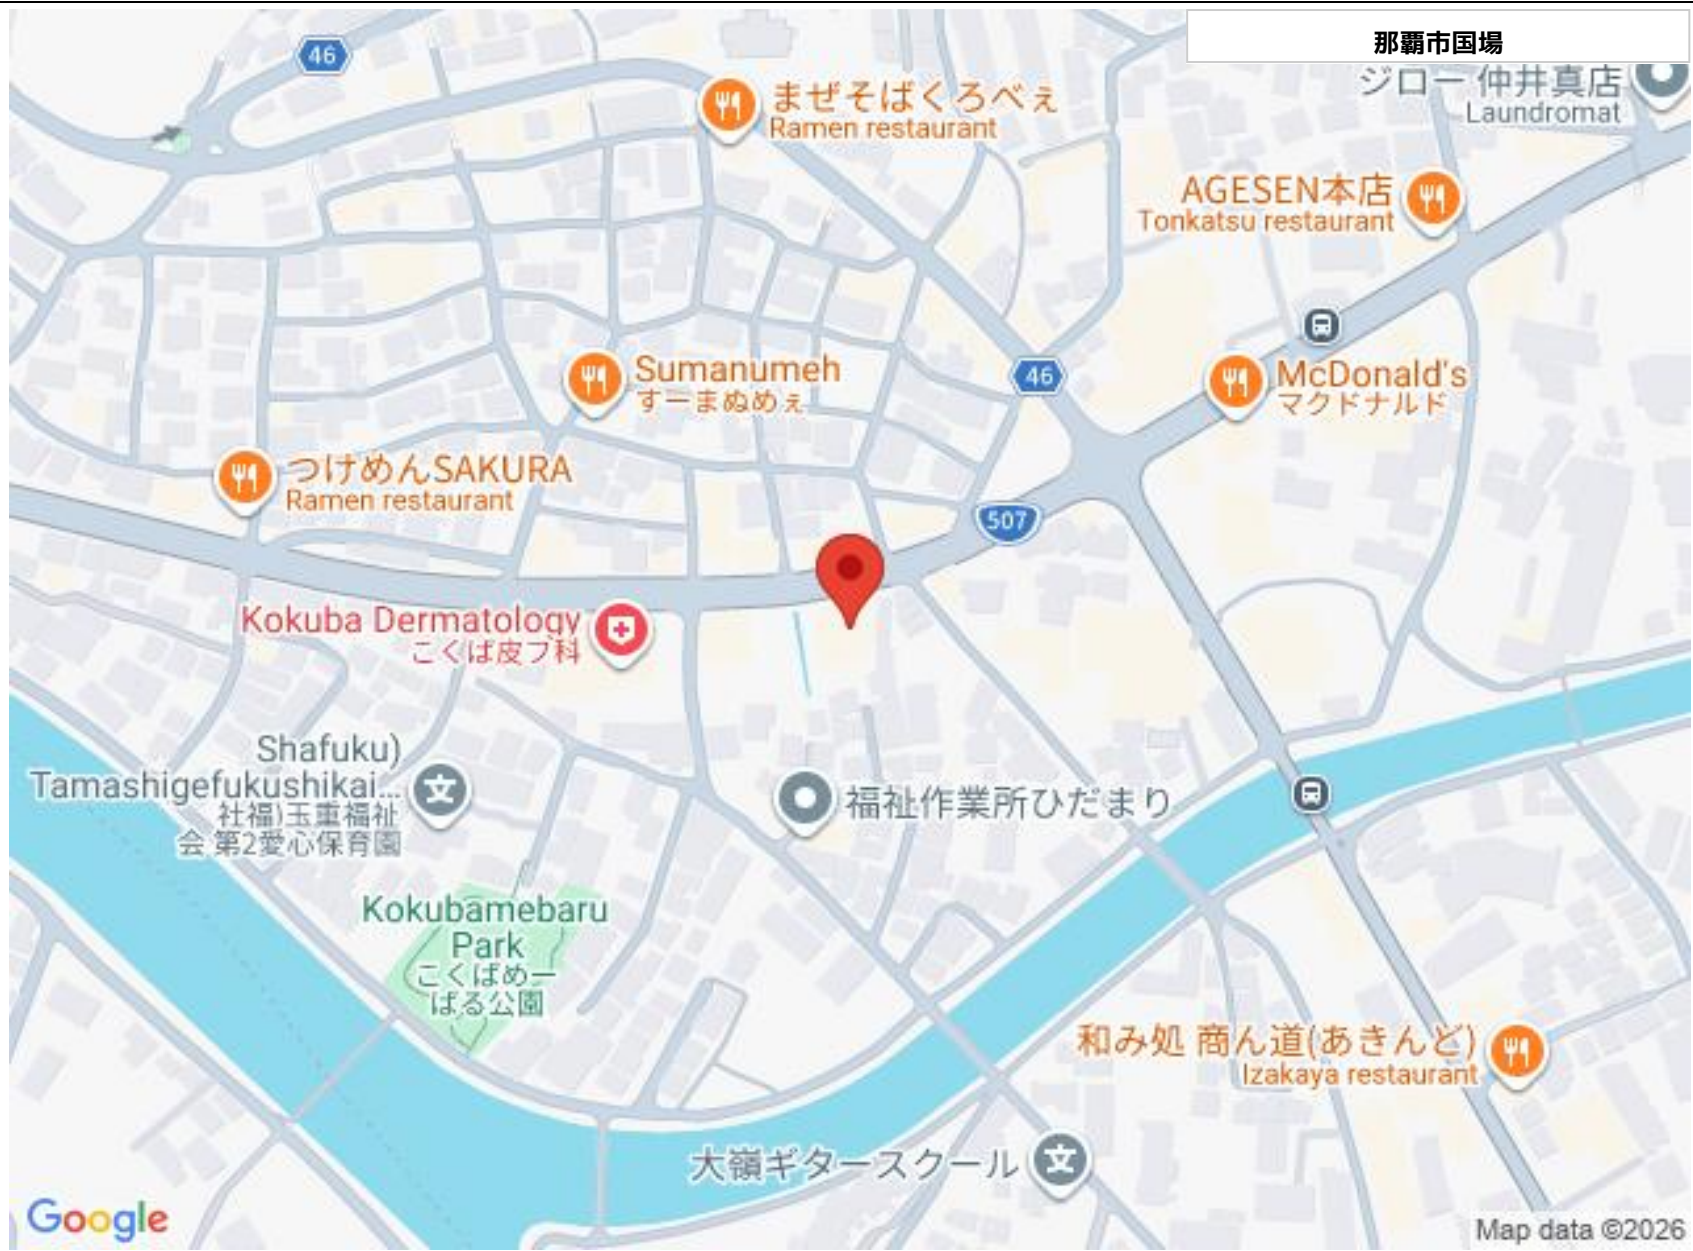 那覇市国場
46
まぜそばくろべぇ
Ramen restaurant
ジロー 仲井真店
Laundromat
AGESEN本店
Tonkatsu restaurant
Sumanumeh
すーまぬめぇ
46
McDonald's
マクドナルド
つけめんSAKURA
Ramen restaurant
507
Kokuba Dermatology
こくば皮フ科
Shafuku)
Tamashigefukushikai...
社福)玉重福祉
会 第2愛心保育園
福祉作業所ひだまり
Kokubamebaru
Park
こくばめー
ばる公園
和み処 商ん道(あきんど)
Izakaya restaurant
大嶺ギタースクール
Google
Map data ©2026